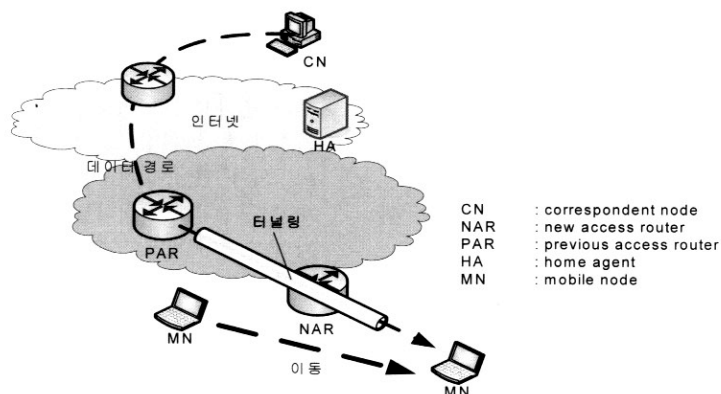 CN
인터넷
HA
데이터 경로
터널링
PAR
NAR
MN
이동
MN
CN : correspondent node
NAR : new access router
PAR : previous access router
HA : home agent
MN : mobile node